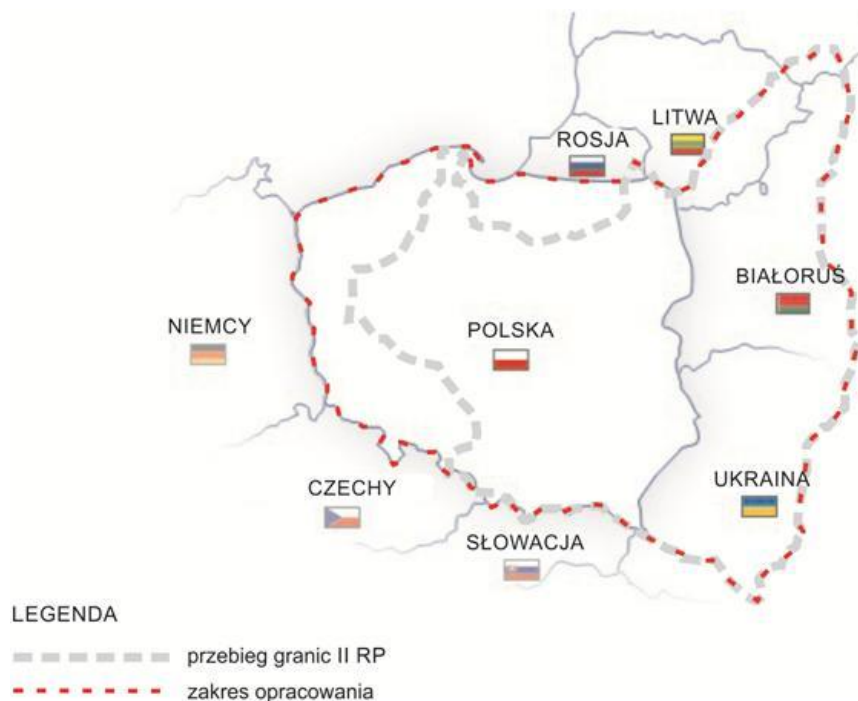 LITWA
ROSJA
BIAŁORUŚ
NIEMCY
POLSKA
UKRAINA
CZECHY
SŁOWACJA
LEGENDA
przebieg granic II RP
zakres opracowania